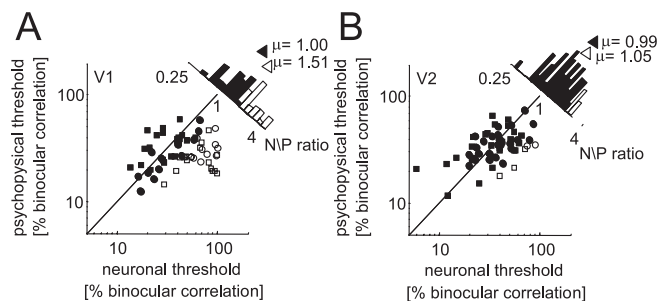 A
V1
0.25
1
4
N\P ratio
μ= 1.00
μ= 1.51
psychopysical threshold
[% binocular correlation]
100
10
10
100
neuronal threshold
[% binocular correlation]
B
V2
0.25
1
4
N\P ratio
μ= 0.99
μ= 1.05
psychopysical threshold
[% binocular correlation]
100
10
10
100
neuronal threshold
[% binocular correlation]